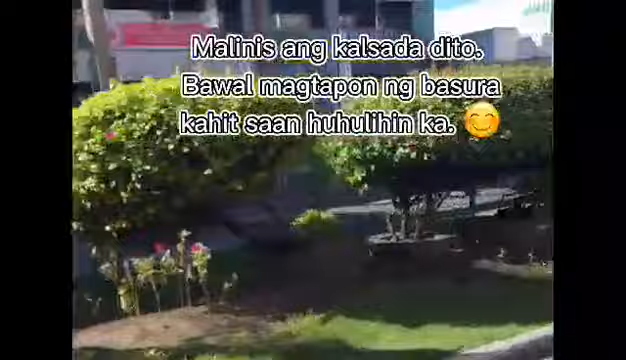 Malinis ang kalsada dito.
Bawal magtapon ng basura
kahit saan huhulihin ka. 😊